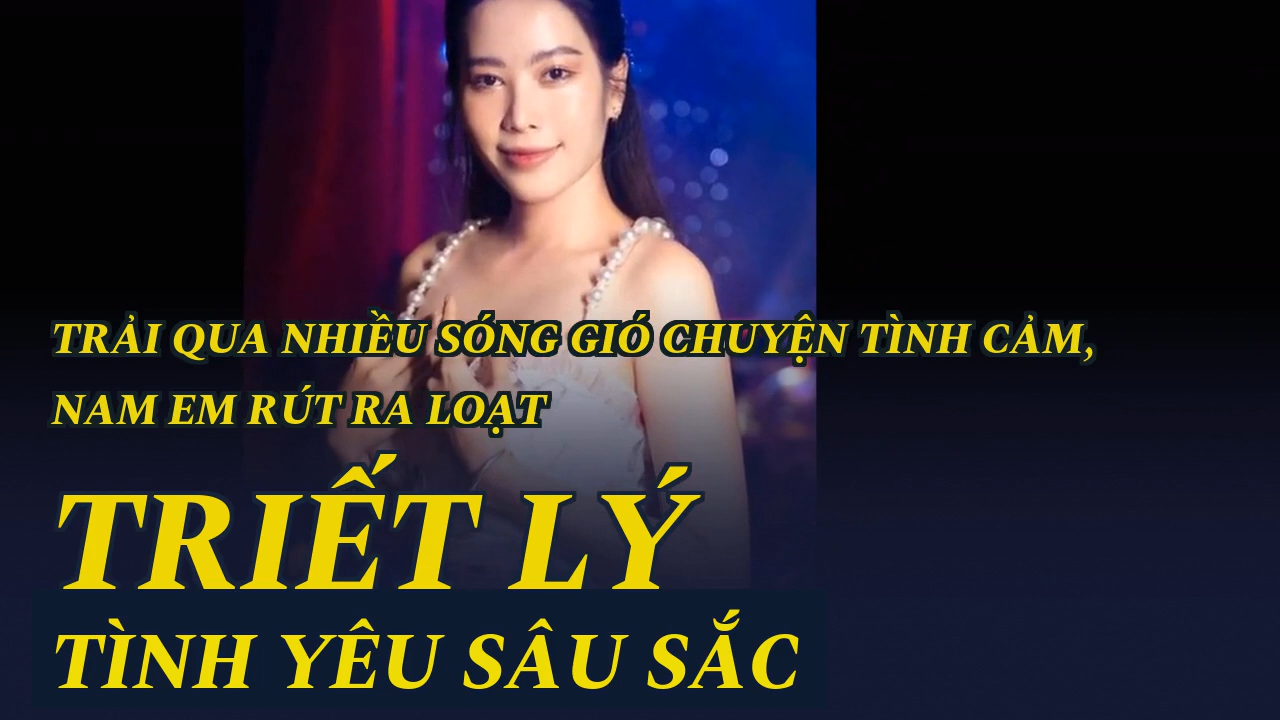 TRẢI QUA NHIỀU SÓNG GIÓ CHUYỆN TÌNH CẢM,
NAM EM RÚT RA LOẠT
TRIẾT LÝ
TÌNH YÊU SÂU SẮC